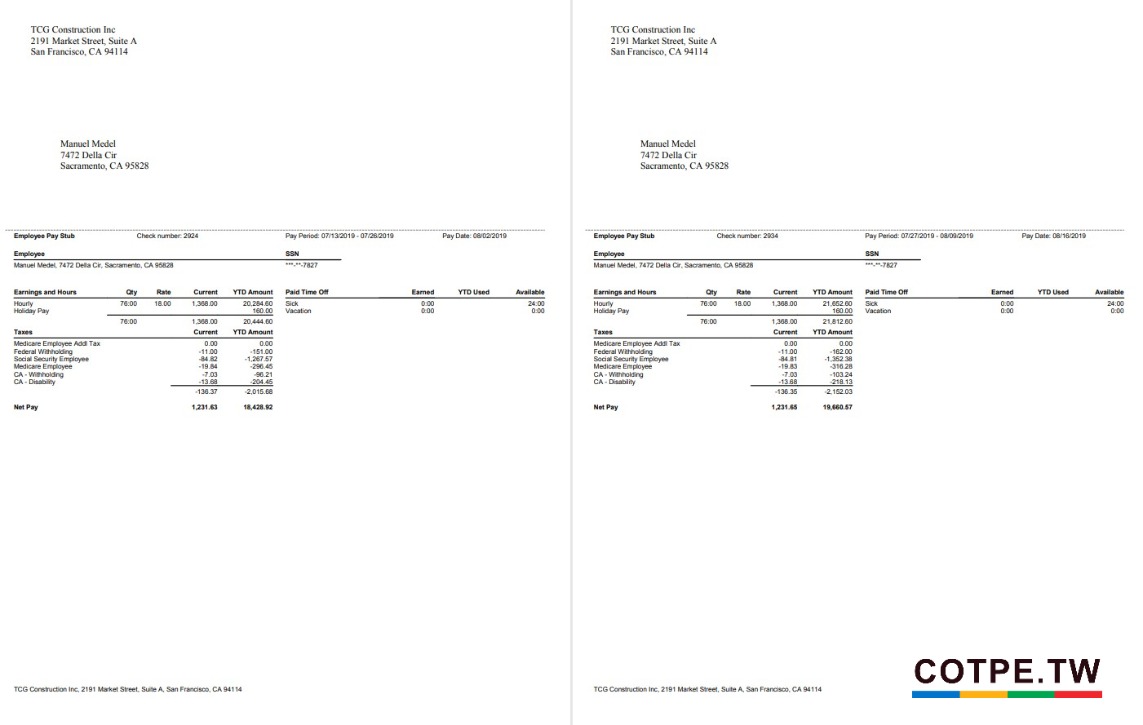 TCG Construction Inc
2191 Market Street, Suite A
San Francisco, CA 94114
Manuel Medel
7472 Della Cir
Sacramento, CA 95828
Employee Pay Stub Check number: 2924 Pay Period: 07/13/2019 - 07/26/2019 Pay Date: 08/02/2019
Employee SSN
Manuel Medel, 7472 Della Cir, Sacramento, CA 95828 ***-**-7827
Earnings and Hours Qty Rate Current YTD Amount Paid Time Off Earned YTD Used Available
Hourly 76:00 18.00 1,368.00 20,284.60 Sick 0:00 24:00
Holiday Pay 160.00 Vacation 0:00 0:00
76:00 1,368.00 20,444.60
Taxes Current YTD Amount
Medicare Employee Addl Tax 0.00 0.00
Federal Withholding -11.00 -151.00
Social Security Employee -84.82 -1,267.57
Medicare Employee -19.84 -296.45
CA - Withholding -7.03 -96.21
CA - Disability -13.68 -204.45
-136.37 -2,015.68
Net Pay 1,231.63 18,428.92
TCG Construction Inc, 2191 Market Street, Suite A, San Francisco, CA 94114
TCG Construction Inc
2191 Market Street, Suite A
San Francisco, CA 94114
Manuel Medel
7472 Della Cir
Sacramento, CA 95828
Employee Pay Stub Check number: 2934 Pay Period: 07/27/2019 - 08/09/2019 Pay Date: 08/16/2019
Employee SSN
Manuel Medel, 7472 Della Cir, Sacramento, CA 95828 ***-**-7827
Earnings and Hours Qty Rate Current YTD Amount Paid Time Off Earned YTD Used Available
Hourly 76:00 18.00 1,368.00 21,652.60 Sick 0:00 24:00
Holiday Pay 160.00 Vacation 0:00 0:00
76:00 1,368.00 21,812.60
Taxes Current YTD Amount
Medicare Employee Addl Tax 0.00 0.00
Federal Withholding -11.00 -162.00
Social Security Employee -84.81 -1,352.38
Medicare Employee -19.83 -316.28
CA - Withholding -7.03 -103.24
CA - Disability -13.68 -218.13
-136.35 -2,152.03
Net Pay 1,231.65 19,660.57
TCG Construction Inc, 2191 Market Street, Suite A, San Francisco, CA 94114
COTPE.TW